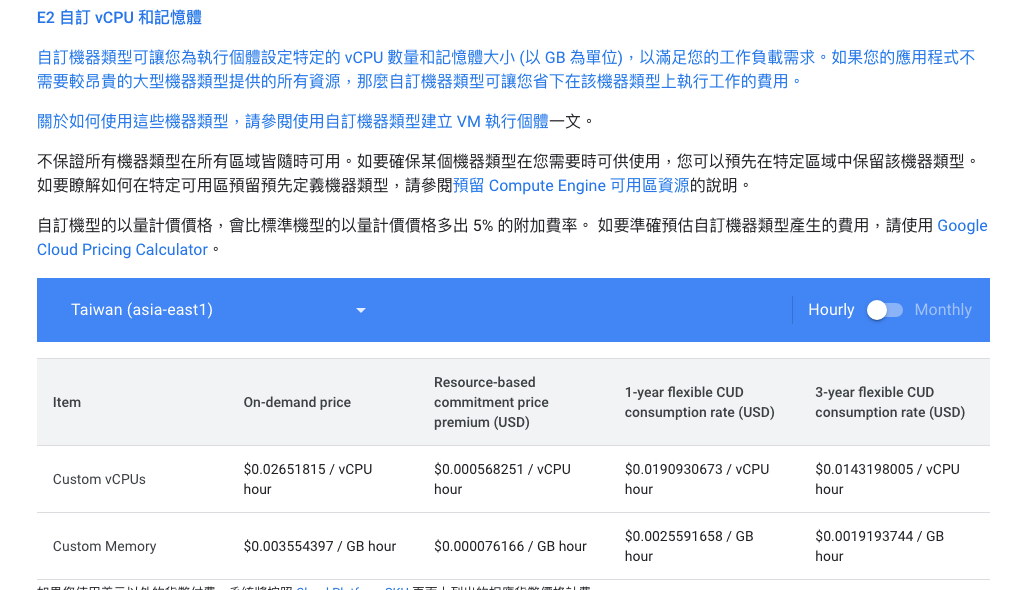 E2 自訂 vCPU 和記憶體
自訂機器類型可讓您為執行個體設定特定的 vCPU 數量和記憶體大小 (以 GB 為單位)，以滿足您的工作負載需求。如果您的應用程式不
需要較昂貴的大型機器類型提供的所有資源，那麼自訂機器類型可讓您省下在該機器類型上執行工作的費用。
關於如何使用這些機器類型，請參閱使用自訂機器類型建立 VM 執行個體一文。
不保證所有機器類型在所有區域皆隨時可用。如要確保某個機器類型在您需要時可供使用，您可以預先在特定區域中保留該機器類型。
如要瞭解如何在特定可用區預留預先定義機器類型，請參閱預留 Compute Engine 可用區資源的說明。
自訂機型的以量計價價格，會比標準機型的以量計價價格多出 5% 的附加費率。 如要準確預估自訂機器類型產生的費用，請使用 Google
Cloud Pricing Calculator。
Taiwan (asia-east1) Hourly Monthly
Item
On-demand price
Resource-based
commitment price
premium (USD)
1-year flexible CUD
consumption rate (USD)
3-year flexible CUD
consumption rate (USD)
Custom vCPUs
$0.02651815 / vCPU
hour
$0.000568251 / vCPU
hour
$0.0190930673 / vCPU
hour
$0.0143198005 / vCPU
hour
Custom Memory
$0.003554397 / GB hour
$0.000076166 / GB hour
$0.0025591658 / GB
hour
$0.0019193744 / GB
hour